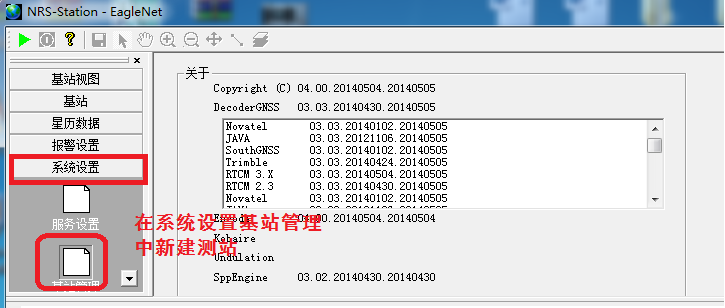 NRS-Station - EagleNet
基站视图
基站
星历数据
报警设置
系统设置
服务设置
基站管理
关于
Copyright (C) 04.00.20140504.20140505
DecoderGNSS 03.03.20140430.20140505
Novatel 03.03.20140102.20140505
JAVA 03.03.20121106.20140505
SouthGNSS 03.03.20140102.20140505
Trimble 03.03.20140424.20140505
RTCM 3.X 03.03.20140504.20140505
RTCM 2.3 03.03.20140430.20140505
Novatel 03.03.20140102.20140505
04.00.20140504.20140504
Undulation
SppEngine 03.02.20140430.20140430
在系统设置基站管理
中新建测站